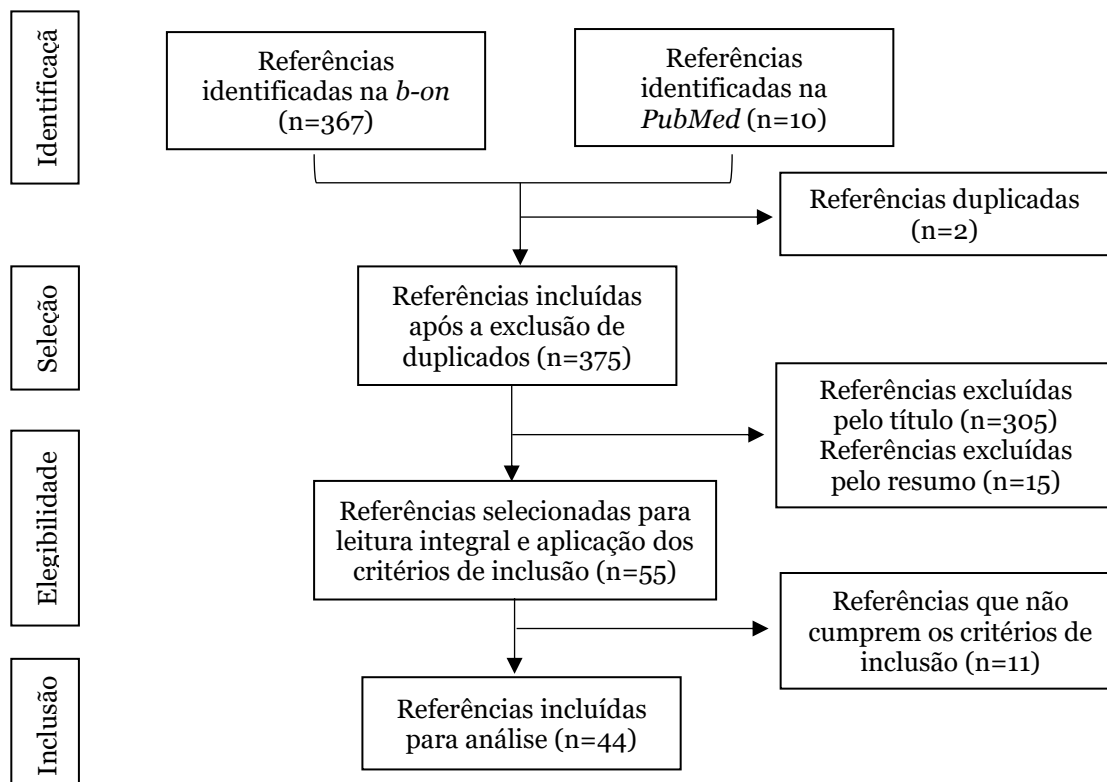 Identificaçã
Referências
identificadas na b-on
(n=367)
Referências
identificadas na
PubMed (n=10)
Referências duplicadas
(n=2)
Seleção
Referências incluídas
após a exclusão de
duplicados (n=375)
Referências excluídas
pelo título (n=305)
Referências excluídas
pelo resumo (n=15)
Elegibilidade
Referências selecionadas para
leitura integral e aplicação dos
critérios de inclusão (n=55)
Referências que não
cumprem os critérios de
inclusão (n=11)
Inclusão
Referências incluídas
para análise (n=44)